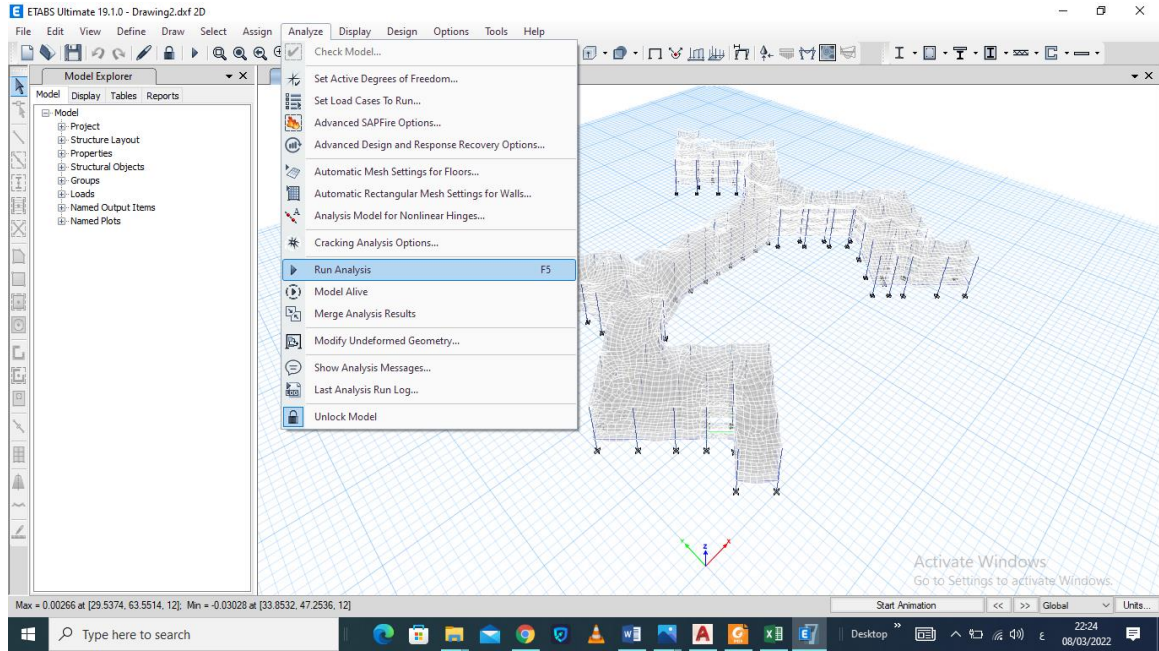 ETABS Ultimate 19.1.0 - Drawing2.dxf 2D
File Edit View Define Draw Select Assign Analyze Display Design Options Tools Help
Model Explorer
Model Display Tables Reports
Model
Project
Structure Layout
Properties
Structural Objects
Groups
Loads
Named Output Items
Named Plots
Check Model...
Set Active Degrees of Freedom...
Set Load Cases To Run...
Advanced SAPFire Options...
Advanced Design and Response Recovery Options...
Automatic Mesh Settings for Floors...
Automatic Rectangular Mesh Settings for Walls...
Analysis Model for Nonlinear Hinges...
Cracking Analysis Options...
Run Analysis F5
Model Alive
Merge Analysis Results
Modify Undeformed Geometry...
Show Analysis Messages...
Last Analysis Run Log...
Unlock Model
Y Z X
Activate Windows
Go to Settings to activate Windows.
Max = 0.00266 at [29.5374, 63.5514, 12]; Min = -0.03028 at [33.8532, 47.2536, 12]
Start Animation << >> Global Units...
Type here to search
Desktop » ع 22:24
08/03/2022